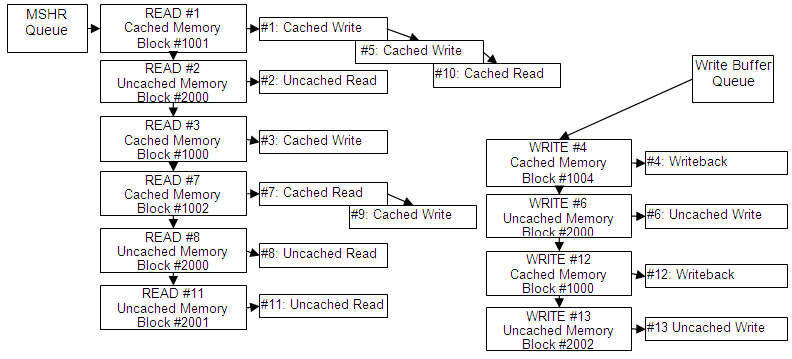 MSHR
Queue
READ #1
Cached Memory
Block #1001
#1: Cached Write
#5: Cached Write
#10: Cached Read
READ #2
Uncached Memory
Block #2000
#2: Uncached Read
READ #3
Cached Memory
Block #1000
#3: Cached Write
READ #7
Cached Memory
Block #1002
#7: Cached Read
#9: Cached Write
READ #8
Uncached Memory
Block #2000
#8: Uncached Read
READ #11
Uncached Memory
Block #2001
#11: Uncached Read
Write Buffer
Queue
WRITE #4
Cached Memory
Block #1004
#4: Writeback
WRITE #6
Uncached Memory
Block #2000
#6: Uncached Write
WRITE #12
Cached Memory
Block #1000
#12: Writeback
WRITE #13
Uncached Memory
Block #2002
#13 Uncached Write